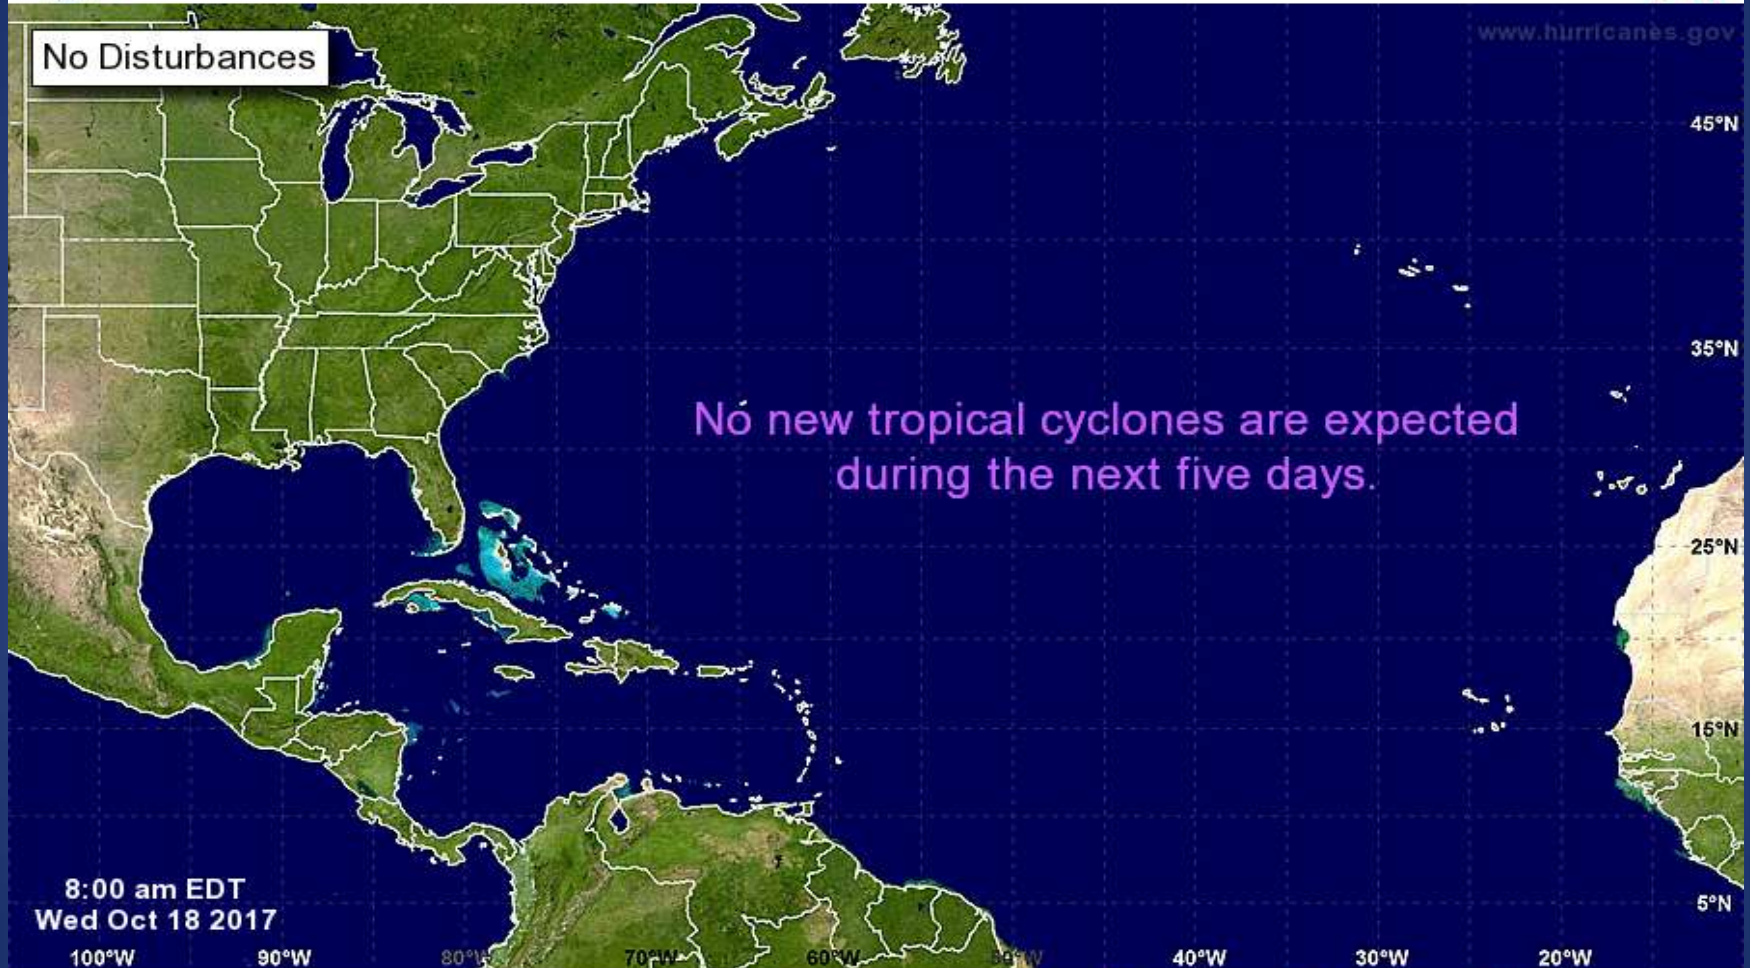 No Disturbances
www.hurricanes.gov
45°N
35°N
No new tropical cyclones are expected
during the next five days.
25°N
15°N
8:00 am EDT
Wed Oct 18 2017
5°N
100°W 90°W 80°W 70°W 60°W 50°W 40°W 30°W 20°W